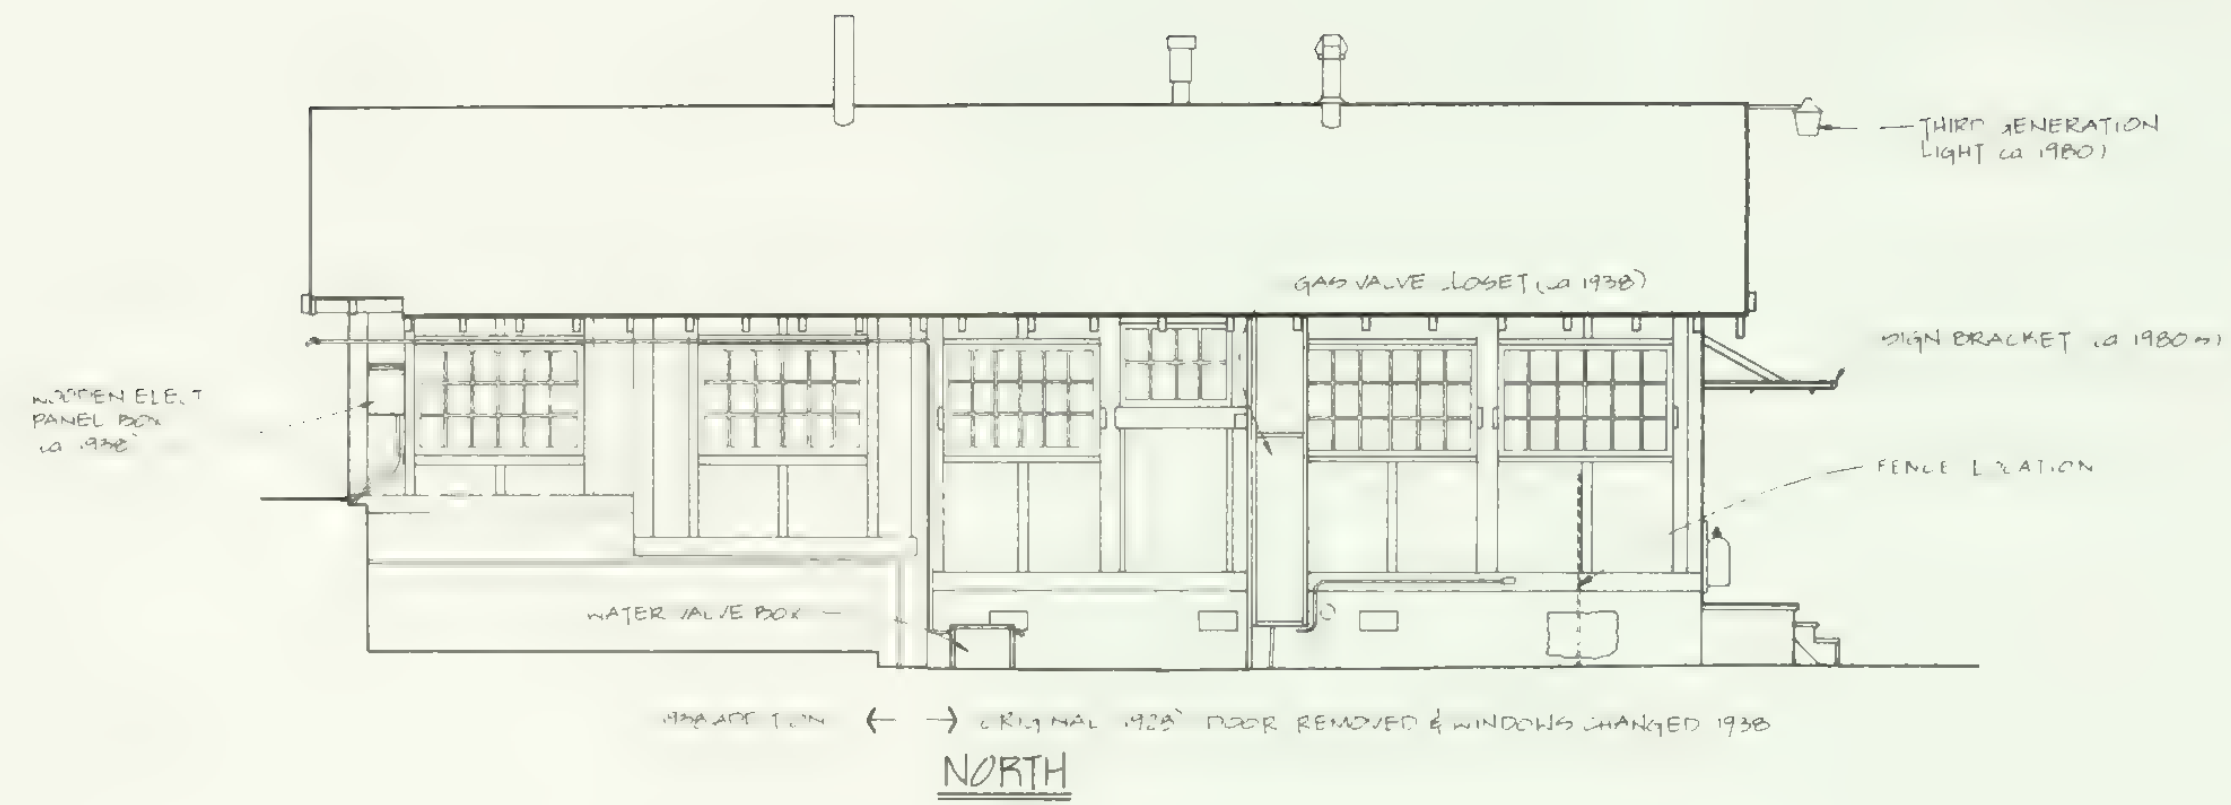 THIRD GENERATION
LIGHT (ca 1980)
GAS VALVE CLOSET (ca 1938)
SIGN BRACKET (ca 1980s)
WOODEN ELECT
PANEL BOX
ca 1938
FENCE LOCATION
WATER VALVE BOX
1938 ADDITION ← → ORIGINAL 1928 DOOR REMOVED & WINDOWS CHANGED 1938
NORTH